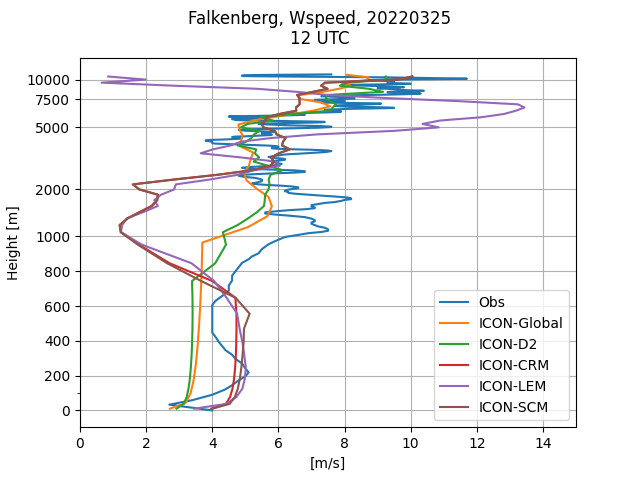 Falkenberg, Wspeed, 20220325
12 UTC
10000
7500
5000
2000
1000
800
600
400
200
0
Height [m]
0 2 4 6 8 10 12 14
[m/s]
Obs
ICON-Global
ICON-D2
ICON-CRM
ICON-LEM
ICON-SCM